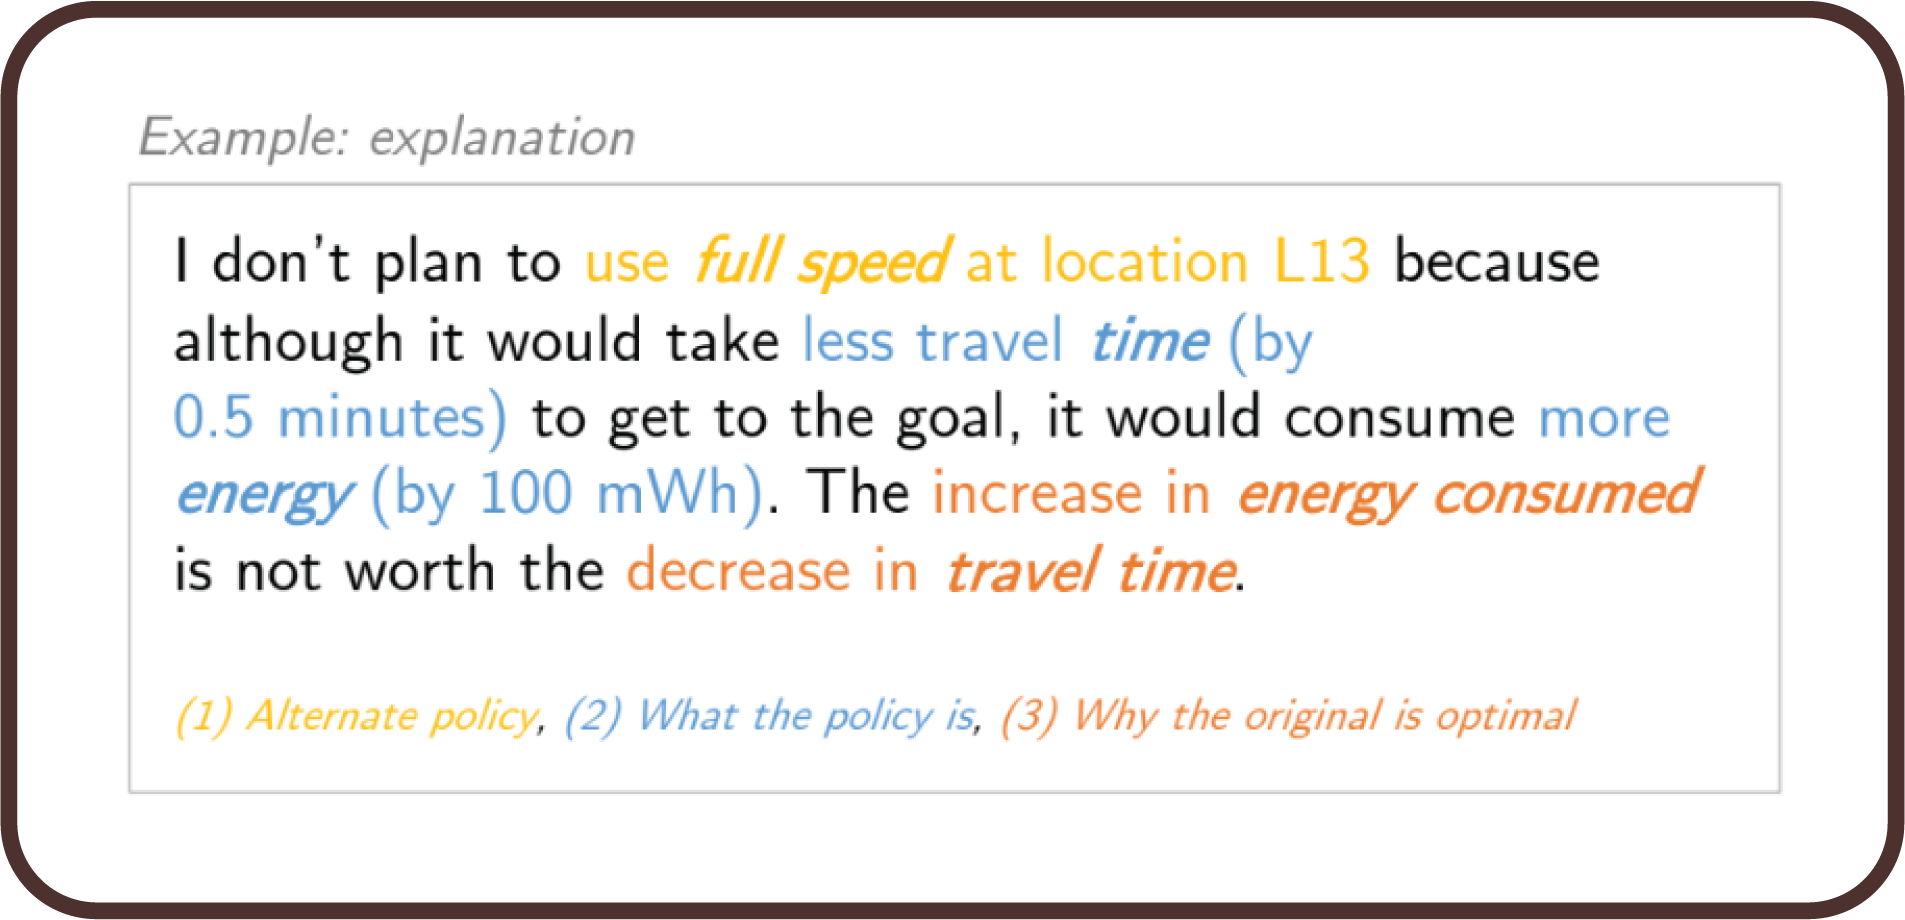 Example: explanation
I don't plan to use full speed at location L13 because
although it would take less travel time (by
0.5 minutes) to get to the goal, it would consume more
energy (by 100 mWh). The increase in energy consumed
is not worth the decrease in travel time.
(1) Alternate policy, (2) What the policy is, (3) Why the original is optimal